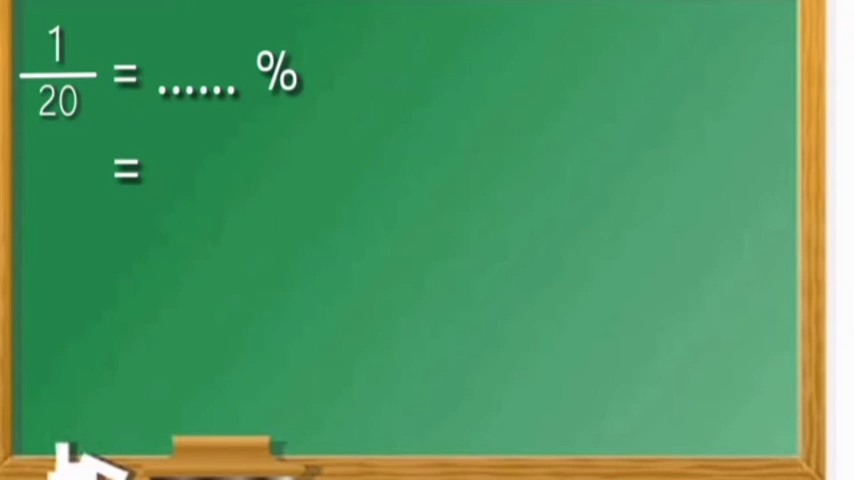 1/20 = ...... %
=